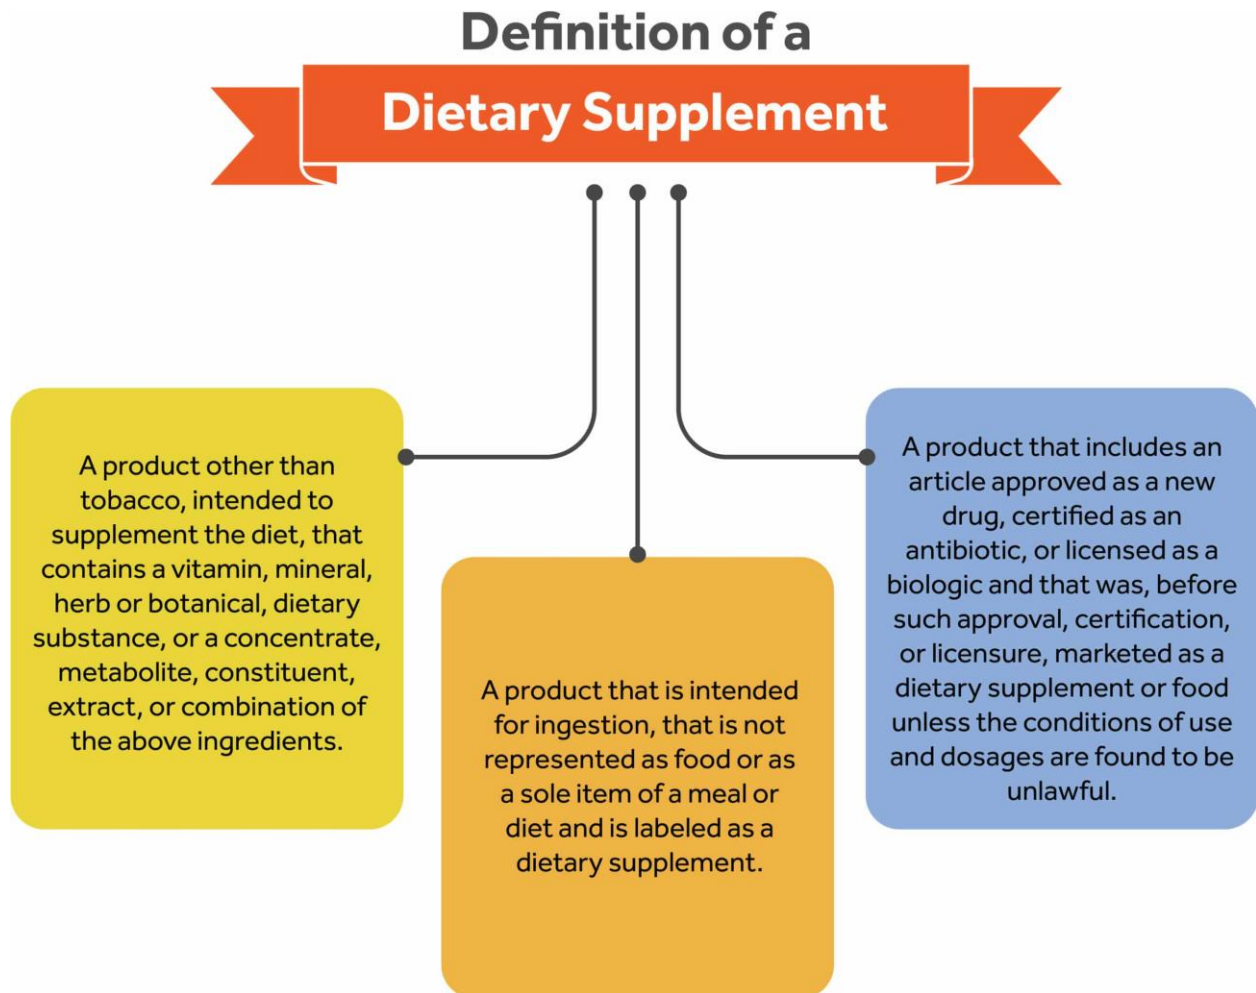 Definition of a
Dietary Supplement
A product other than
tobacco, intended to
supplement the diet, that
contains a vitamin, mineral,
herb or botanical, dietary
substance, or a concentrate,
metabolite, constituent,
extract, or combination of
the above ingredients.
A product that is intended
for ingestion, that is not
represented as food or as
a sole item of a meal or
diet and is labeled as a
dietary supplement.
A product that includes an
article approved as a new
drug, certified as an
antibiotic, or licensed as a
biologic and that was, before
such approval, certification,
or licensure, marketed as a
dietary supplement or food
unless the conditions of use
and dosages are found to be
unlawful.